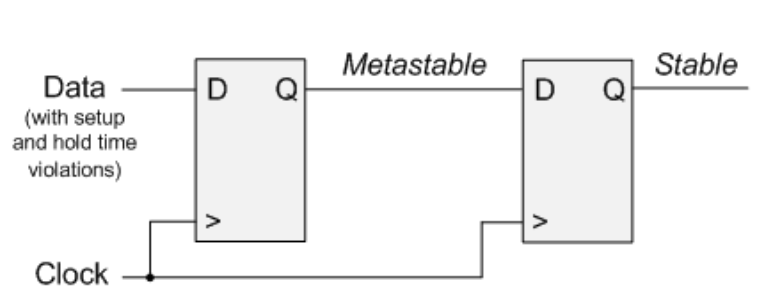 Metastable
Stable
Data
D Q
D Q
(with setup
and hold time
violations)
>
>
Clock